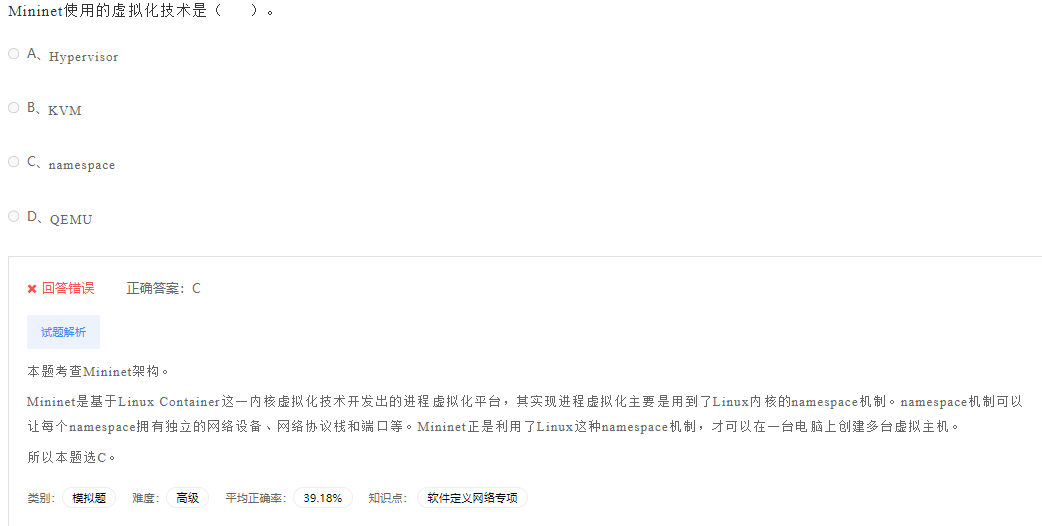 Mininet使用的虚拟化技术是（　　）。
A、Hypervisor
B、KVM
C、namespace
D、QEMU
✖ 回答错误 正确答案：C
试题解析
本题考查Mininet架构。
Mininet是基于Linux Container这一内核虚拟化技术开发出的进程虚拟化平台，其实现进程虚拟化主要是用到了Linux内核的namespace机制。namespace机制可以
让每个namespace拥有独立的网络设备、网络协议栈和端口等。Mininet正是利用了Linux这种namespace机制，才可以在一台电脑上创建多台虚拟主机。
所以本题选C。
类别： 模拟题 难度： 高级 平均正确率： 39.18% 知识点： 软件定义网络专项